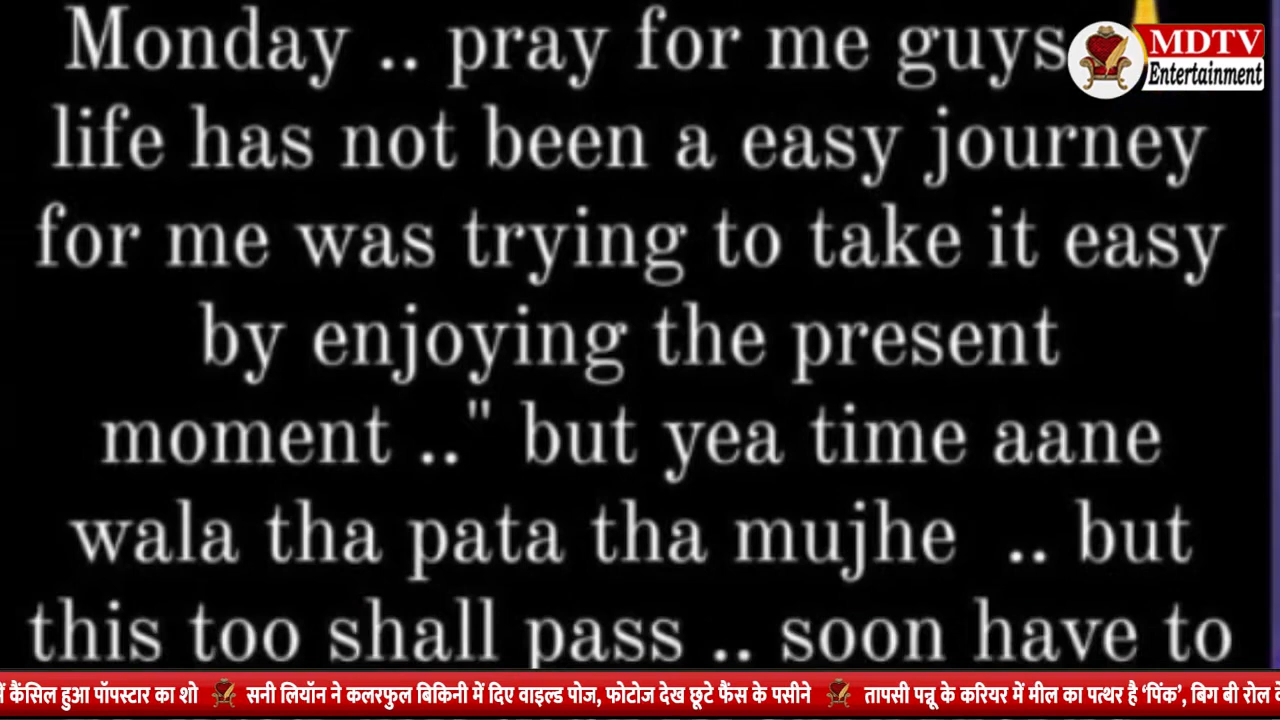 Monday .. pray for me guys
life has not been a easy journey
for me was trying to take it easy
by enjoying the present
moment .." but yea time aane
wala tha pata tha mujhe .. but
this too shall pass .. soon have to
MDTV
Entertainment
कैंसिल हुआ पॉपस्टार का शो सनी लियॉन ने कलरफुल बिकिनी में दिए वाइल्ड पोज, फोटोज देख छूटे फैंस के पसीने तापसी पन्नू के करियर में मील का पत्थर है ‘पिंक’, बिग बी रोल